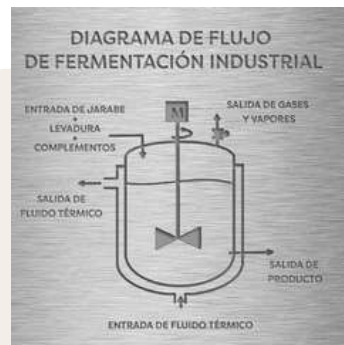 DIAGRAMA DE FLUJO
DE FERMENTACIÓN INDUSTRIAL
ENTRADA DE JARABE
+
LEVADURA
+
COMPLEMENTOS
M
SALIDA DE GASES
Y VAPORES
SALIDA DE
FLUIDO TÉRMICO
SALIDA DE
PRODUCTO
ENTRADA DE FLUIDO TÉRMICO